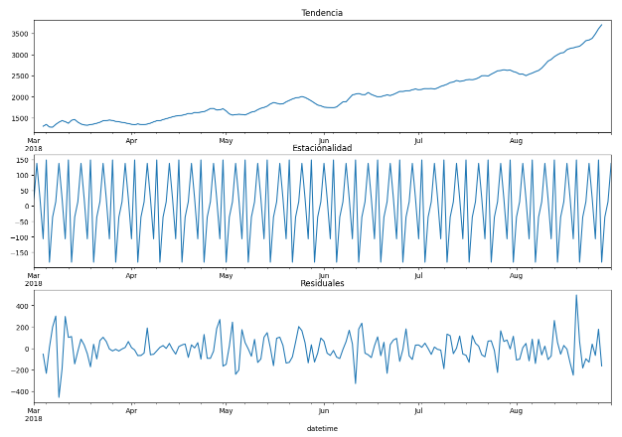 Tendencia
3500
3000
2500
2000
1500
Mar Apr May Jun Jul Aug
2018
Estacionalidad
150
100
50
0
−50
−100
−150
Mar Apr May Jun Jul Aug
2018
Residuales
400
200
0
−200
−400
Mar Apr May Jun Jul Aug
2018
datetime